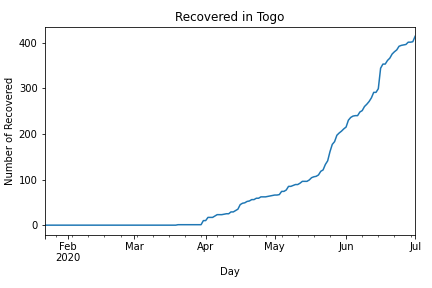 Recovered in Togo
Number of Recovered
400
300
200
100
0
Feb
2020
Mar
Apr
May
Jun
Jul
Day